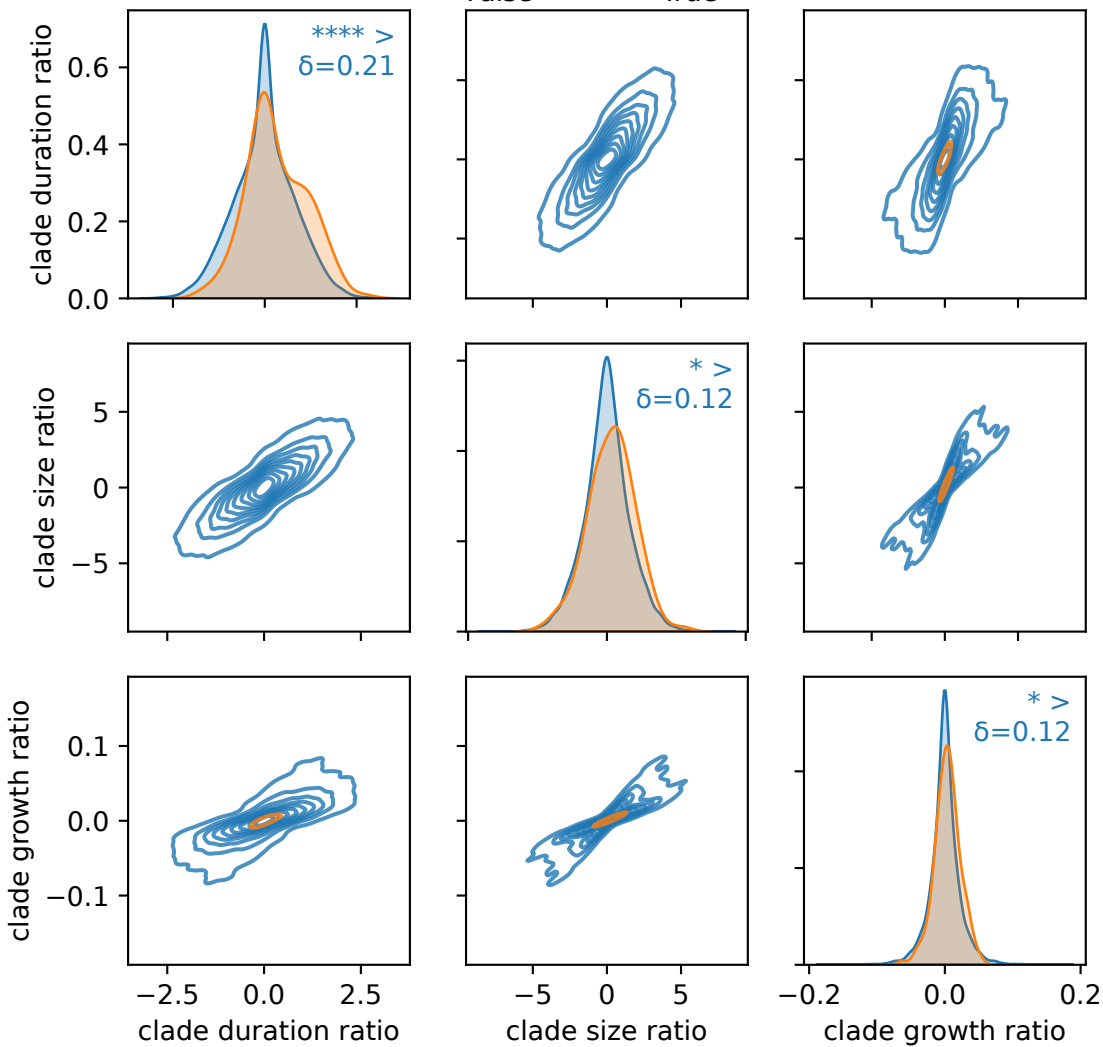 clade duration ratio
0.6
0.4
0.2
0.0
**** >
δ=0.21
clade size ratio
5
0
−5
* >
δ=0.12
clade growth ratio
0.1
0.0
−0.1
* >
δ=0.12
−2.5 0.0 2.5
clade duration ratio
−5 0 5
clade size ratio
−0.2 0.0 0.2
clade growth ratio